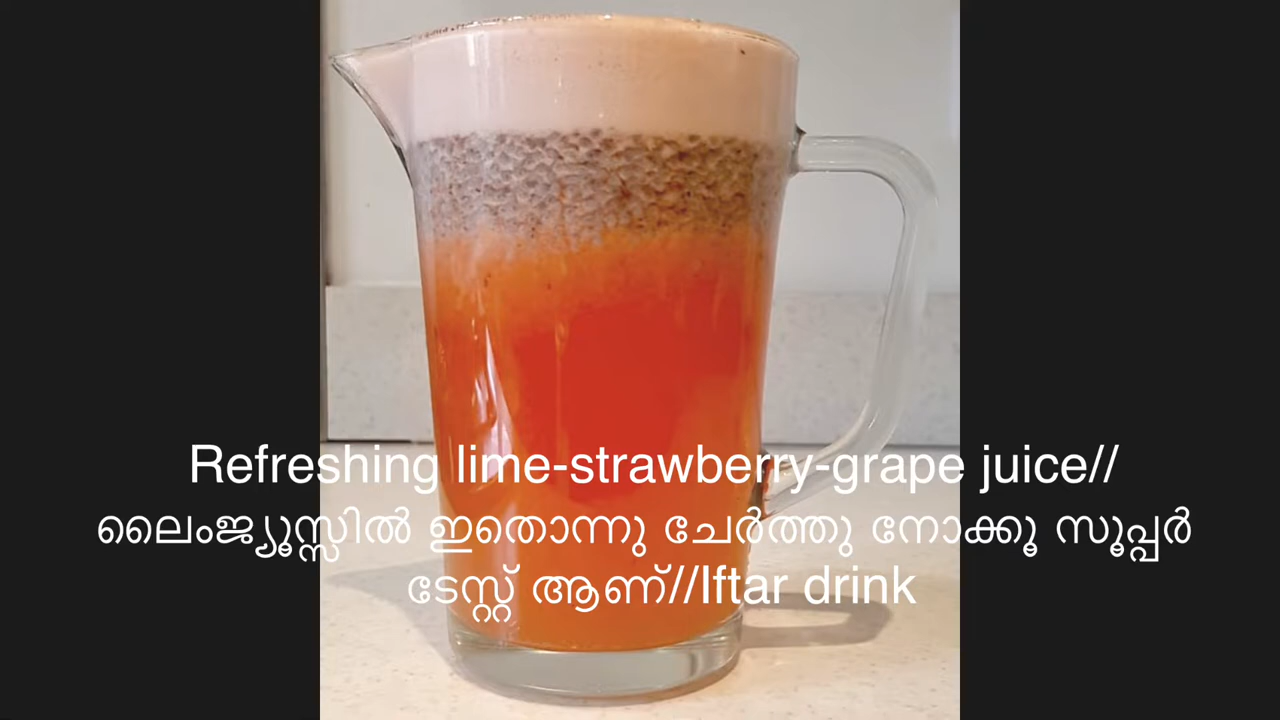 Refreshing lime-strawberry-grape juice//
ലൈംജ്യൂസ്സിൽ ഇതൊന്നു ചേർത്തു നോക്കൂ സൂപ്പർ
ടേസ്റ്റ് ആണ്//Iftar drink